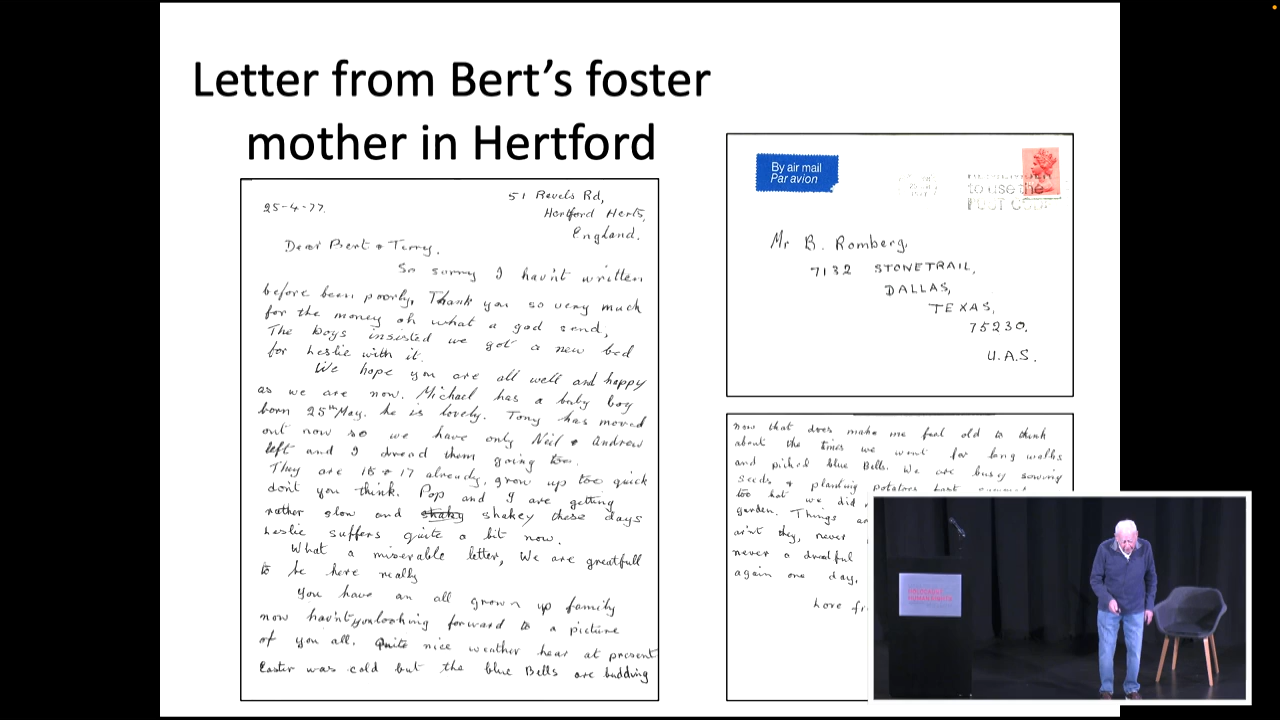 Letter from Bert's foster
mother in Hertford
51 Revels Rd,
25-4-77
Hertford Herts,
England.
Dear Bert & Terry.
So sorry I hav'nt written
before been poorly, Thank you so very much
for the money oh what a god send,
The boys insisted we got a new bed
for Leslie with it.
We hope you are all well and happy
as we are now. Michael has a baby boy
born 25th May. he is lovely. Tony has moved
out now so we have only Neil & Andrew
left and I dread them going too.
They are 18 & 17 already, grow up too quick
dont you think. Pop and I are getting
rather slow and shaky shakey these days
Leslie suffers quite a bit now.
What a miserable letter, We are greatfull
to be here really
You have an all grown up family
now hav'nt you looking forward to a picture
of you all. Quite nice weather hear at present
Easter was cold but the blue Bells are budding
By air mail
Par avion
to use the
POST CODE
Mr B. Romberg,
7132 STONETRAIL,
DALLAS,
TEXAS,
75230.
U.A.S.
now that does make me feel old to think
about the times we went for long walks
and picked blue Bells. We are busy sowing
Seeds & planting potatoes
too hot we did
garden. Things
ain't they, never
never a dreadful
again one day,
Love
HOLOCAUST